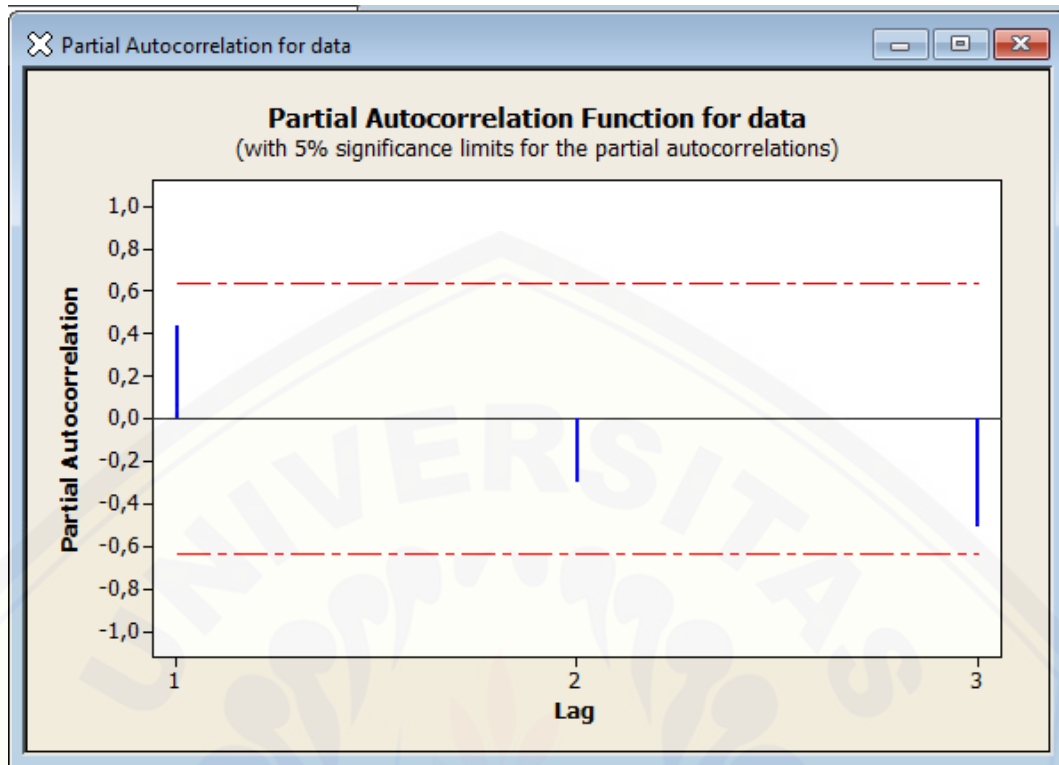 Partial Autocorrelation for data
Partial Autocorrelation Function for data
(with 5% significance limits for the partial autocorrelations)
Partial Autocorrelation
1,0
0,8
0,6
0,4
0,2
0,0
-0,2
-0,4
-0,6
-0,8
-1,0
1 2 3
Lag
UNIVERSITAS